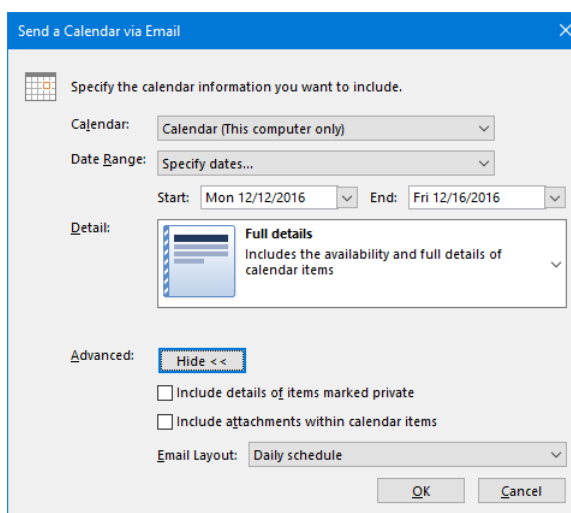 Send a Calendar via Email
Specify the calendar information you want to include.
Calendar: Calendar (This computer only)
Date Range: Specify dates...
Start: Mon 12/12/2016 End: Fri 12/16/2016
Detail: Full details
Includes the availability and full details of
calendar items
Advanced: Hide <<
Include details of items marked private
Include attachments within calendar items
Email Layout: Daily schedule
OK Cancel